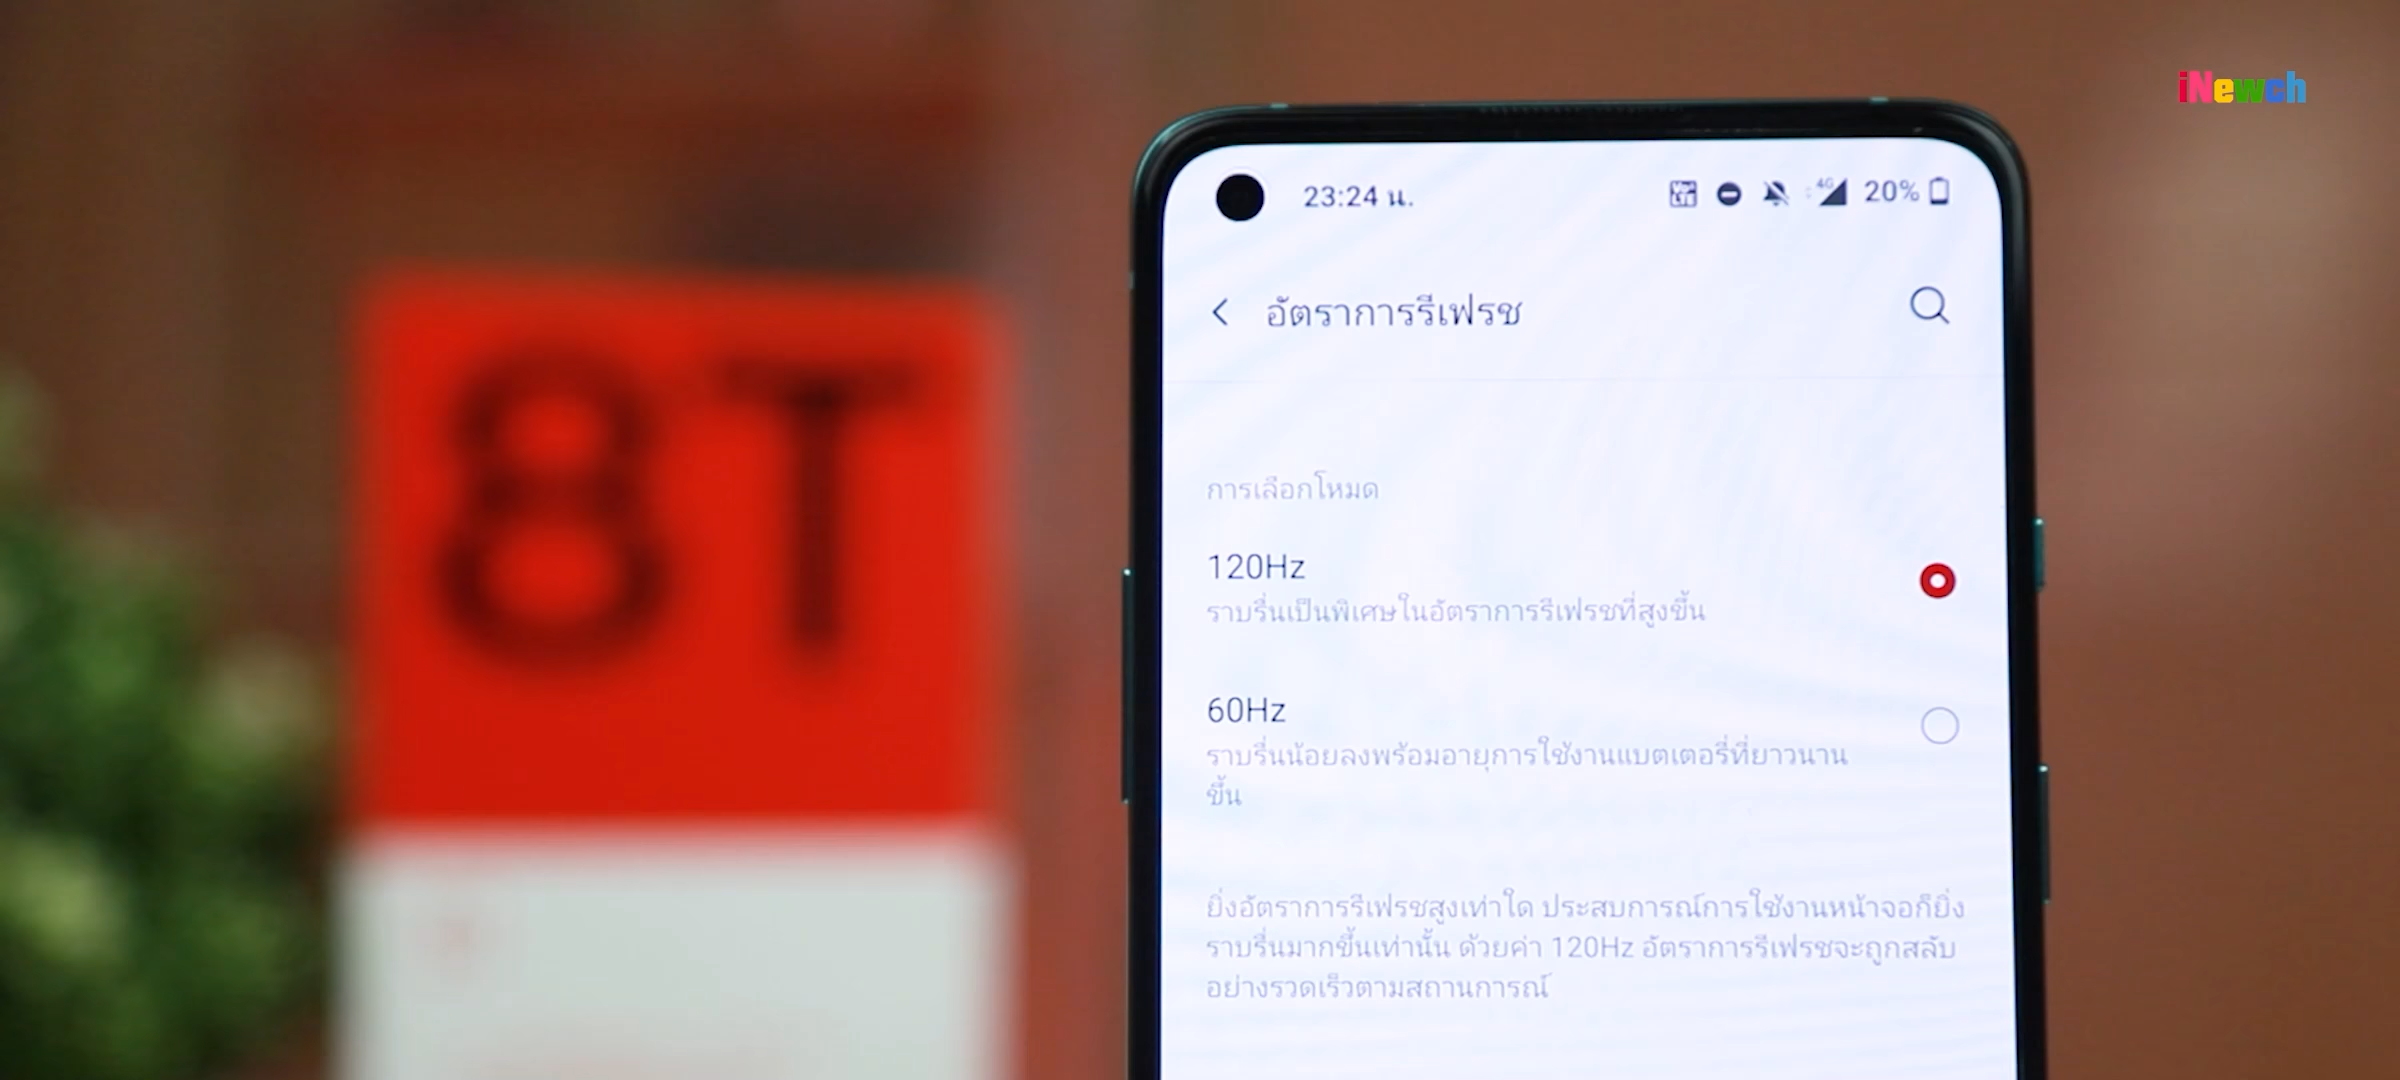 iNewch
8T
23:24 น.
4G 20%
อัตราการรีเฟรช
การเลือกโหมด
120Hz
ราบรื่นเป็นพิเศษในอัตราการรีเฟรชที่สูงขึ้น
60Hz
ราบรื่นน้อยลงพร้อมอายุการใช้งานแบตเตอรี่ที่ยาวนาน
ขึ้น
ยิ่งอัตราการรีเฟรชสูงเท่าใด ประสบการณ์การใช้งานหน้าจอก็ยิ่ง
ราบรื่นมากขึ้นเท่านั้น ด้วยค่า 120Hz อัตราการรีเฟรชจะถูกสลับ
อย่างรวดเร็วตามสถานการณ์